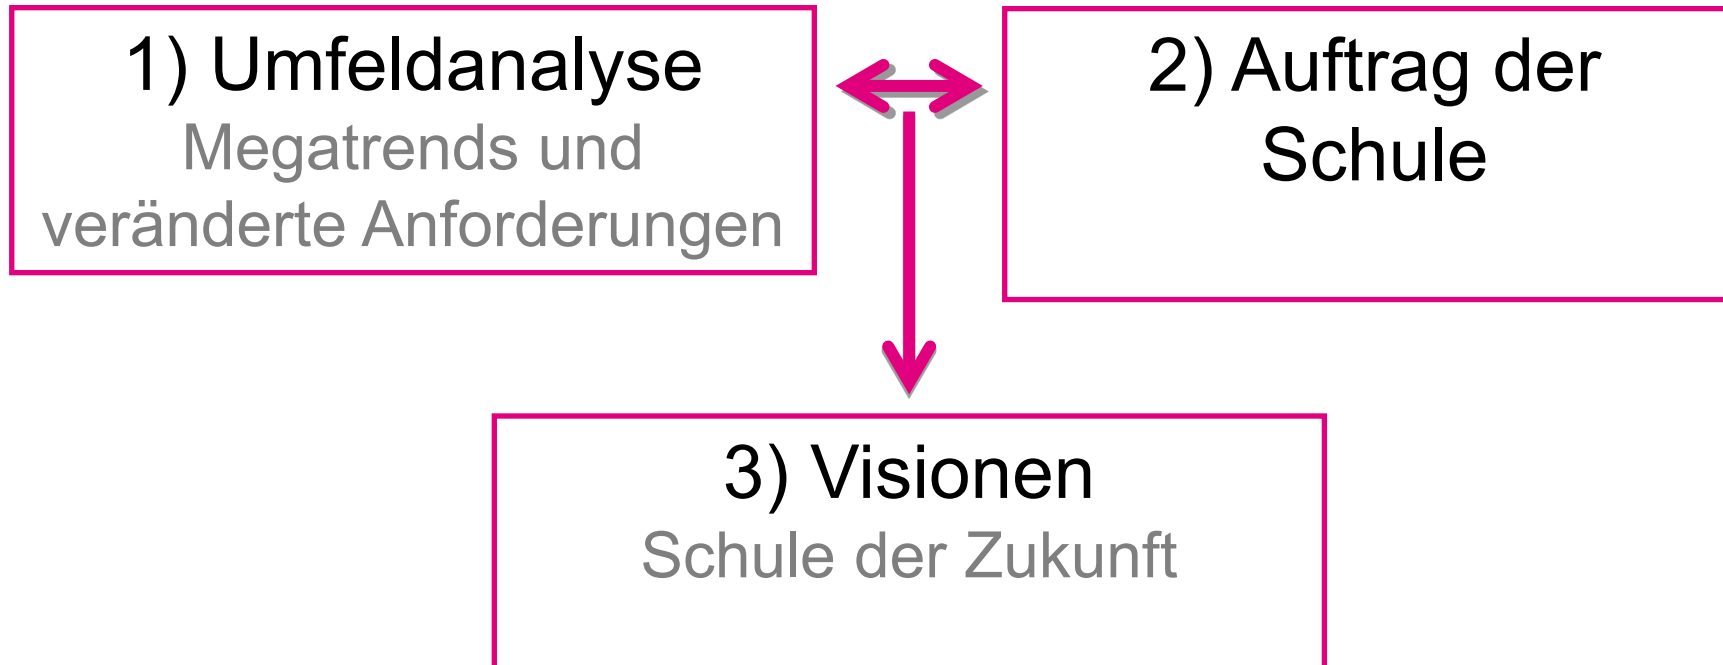 1) Umfeldanalyse
Megatrends und
veränderte Anforderungen
2) Auftrag der
Schule
3) Visionen
Schule der Zukunft